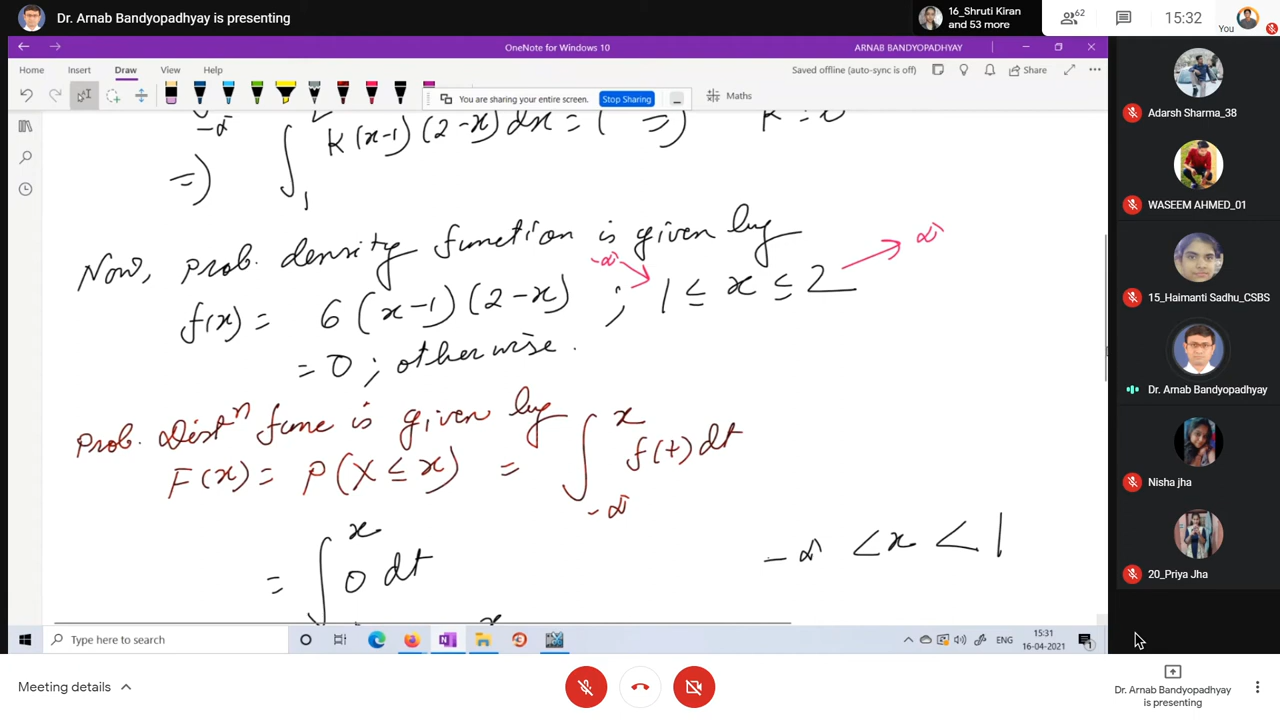 Dr. Arnab Bandyopadhyay is presenting
16_Shruti Kiran
and 53 more
62
15:32
You
OneNote for Windows 10
ARNAB BANDYOPADHYAY
Home Insert Draw View Help
Saved offline (auto-sync is off)
Share
You are sharing your entire screen.
Stop Sharing
Maths
-∞
=> ∫₁² k(x-1)(2-x)dx = 1 =>
Now, prob. density function is given by
-∞ ∞
f(x) = 6(x-1)(2-x) ; 1 ≤ x ≤ 2
= 0 ; otherwise.
Prob. Distⁿ func is given by
F(x) = P(X ≤ x) = ∫_{-∞}^{x} f(t)dt
= ∫^{x} 0 dt -∞ < x < 1
x
Type here to search
ENG
15:31
16-04-2021
1
Adarsh Sharma_38
WASEEM AHMED_01
15_Haimanti Sadhu_CSBS
Dr. Arnab Bandyopadhyay
Nisha jha
20_Priya Jha
Meeting details
Dr. Arnab Bandyopadhyay
is presenting